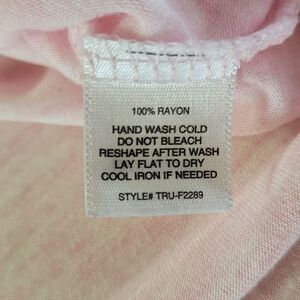 100% RAYON
HAND WASH COLD
DO NOT BLEACH
RESHAPE AFTER WASH
LAY FLAT TO DRY
COOL IRON IF NEEDED
STYLE# TRU-F2289